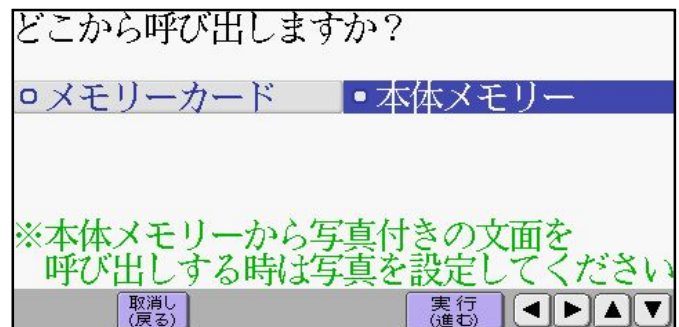 どこから呼び出しますか？
メモリーカード
本体メモリー
※本体メモリーから写真付きの文面を
呼び出しする時は写真を設定してください
取消し
(戻る)
実行
(進む)
◀ ▶ ▲ ▼